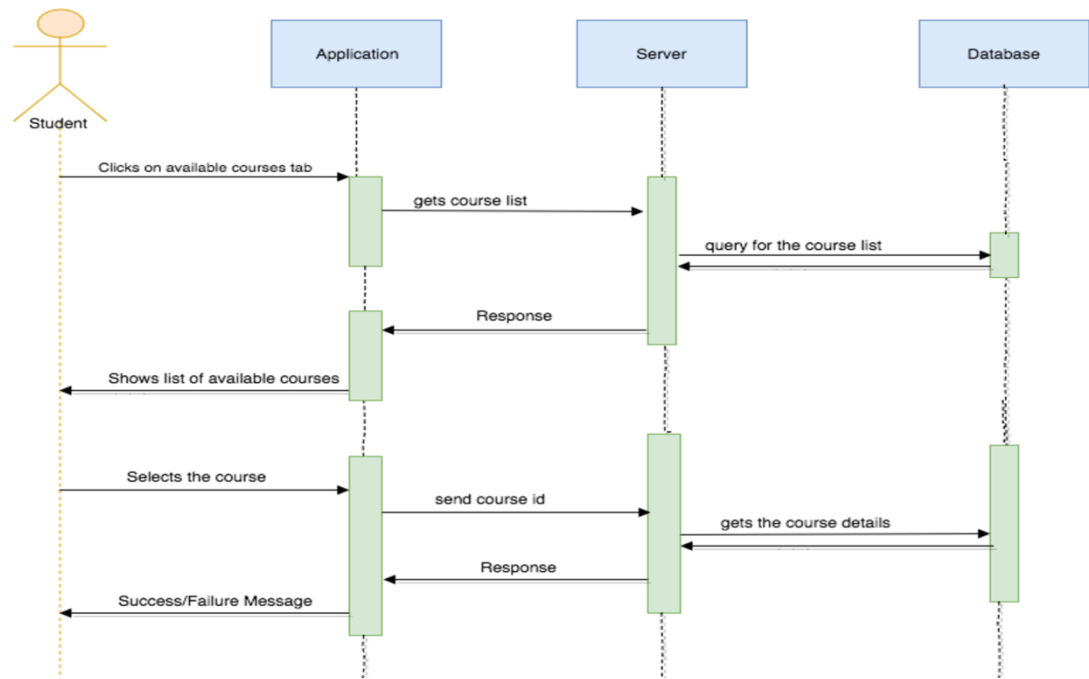 Application
Server
Database
Student
Clicks on available courses tab
gets course list
query for the course list
Response
Shows list of available courses
Selects the course
send course id
gets the course details
Response
Success/Failure Message